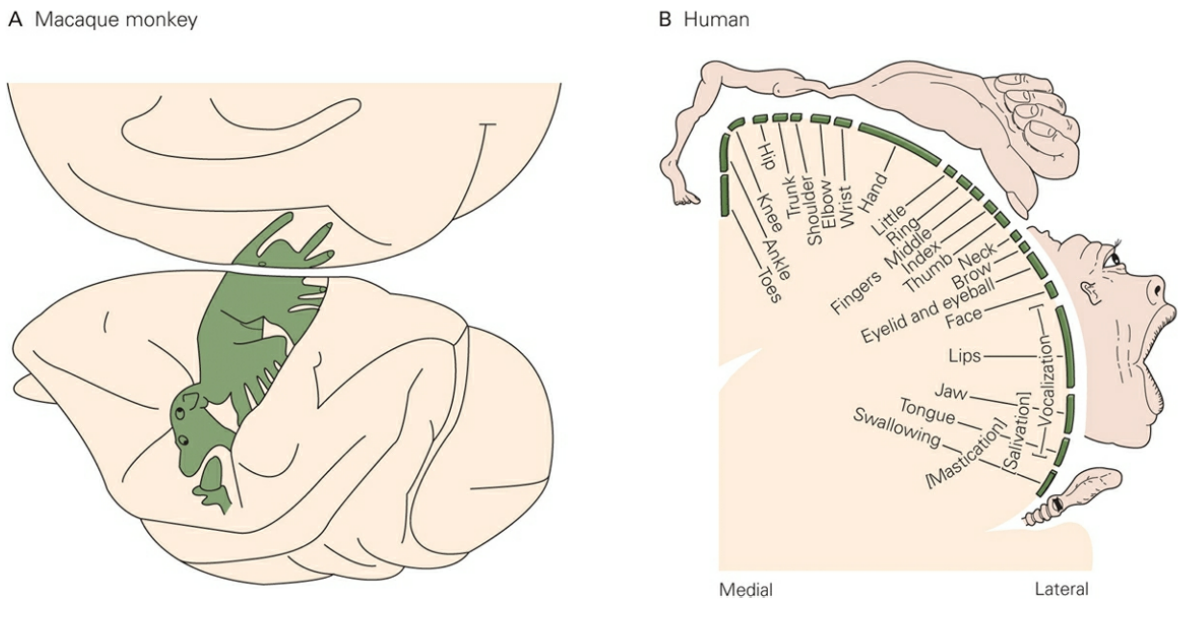 A Macaque monkey
B Human
Hip
Trunk
Shoulder
Elbow
Wrist
Hand
Little
Ring
Middle
Index
Thumb
Fingers
Neck
Brow
Eyelid and eyeball
Face
Knee
Ankle
Toes
Lips
Vocalization
Jaw
Tongue
Swallowing
[Mastication]
[Salivation]
Medial
Lateral